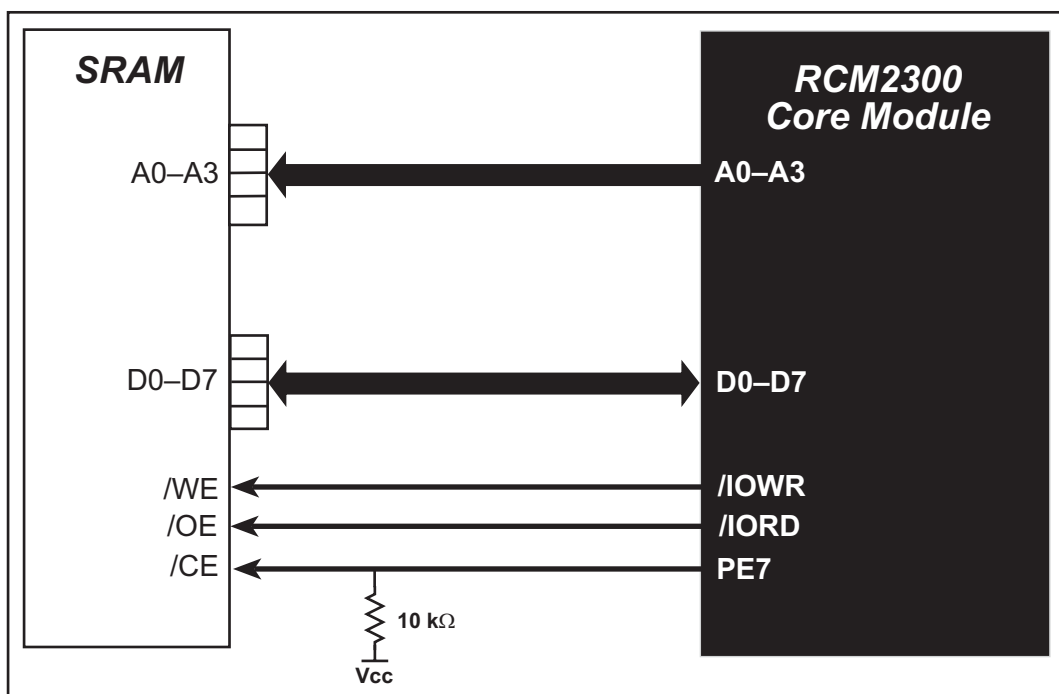 SRAM
RCM2300
Core Module
A0–A3
A0–A3
D0–D7
D0–D7
/WE
/IOWR
/OE
/IORD
/CE
PE7
10 kΩ
Vcc